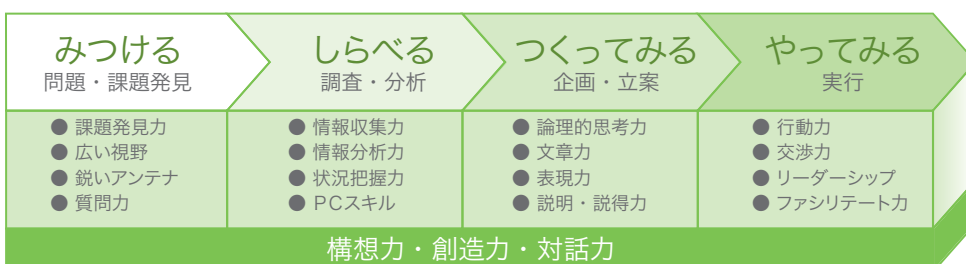 みつける
問題・課題発見
● 課題発見力
● 広い視野
● 鋭いアンテナ
● 質問力
しらべる
調査・分析
● 情報収集力
● 情報分析力
● 状況把握力
● PCスキル
つくってみる
企画・立案
● 論理的思考力
● 文章力
● 表現力
● 説明・説得力
やってみる
実行
● 行動力
● 交渉力
● リーダーシップ
● ファシリテート力
構想力・創造力・対話力